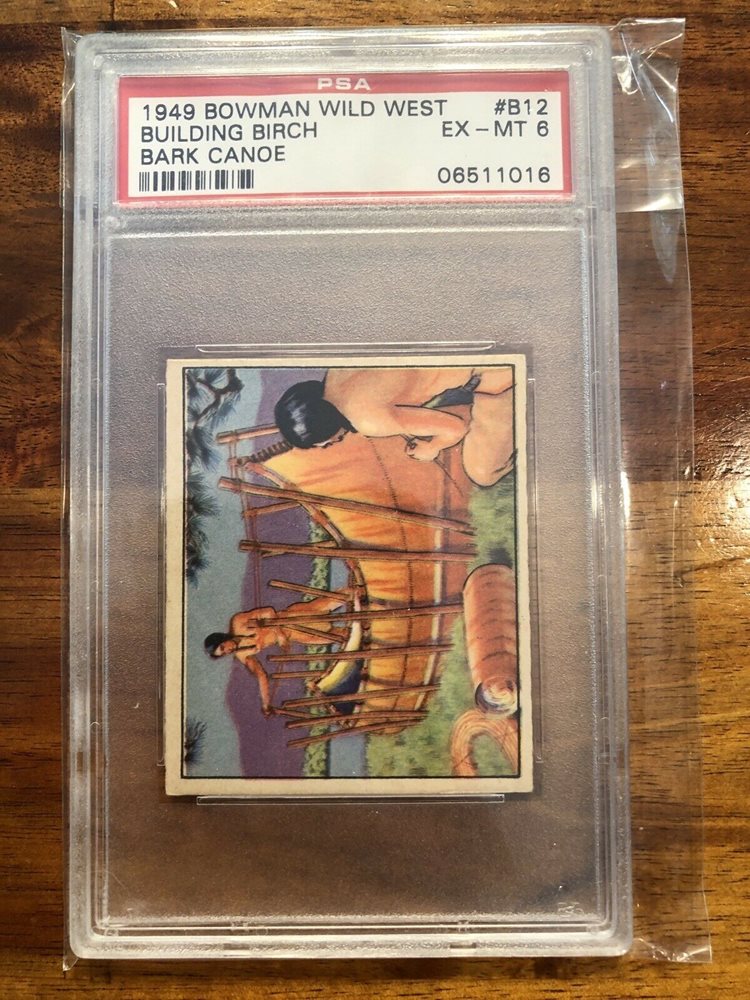 PSA
1949 BOWMAN WILD WEST #B12
BUILDING BIRCH EX - MT 6
BARK CANOE
06511016